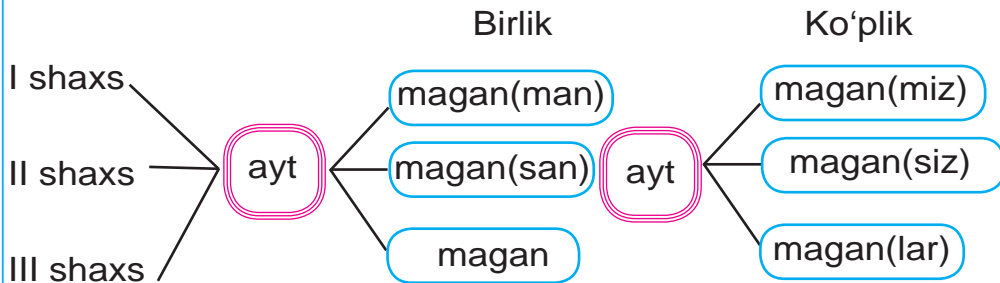 Birlik Ko‘plik
I shaxs magan(man) magan(miz)
II shaxs ayt magan(san) ayt magan(siz)
III shaxs magan magan(lar)